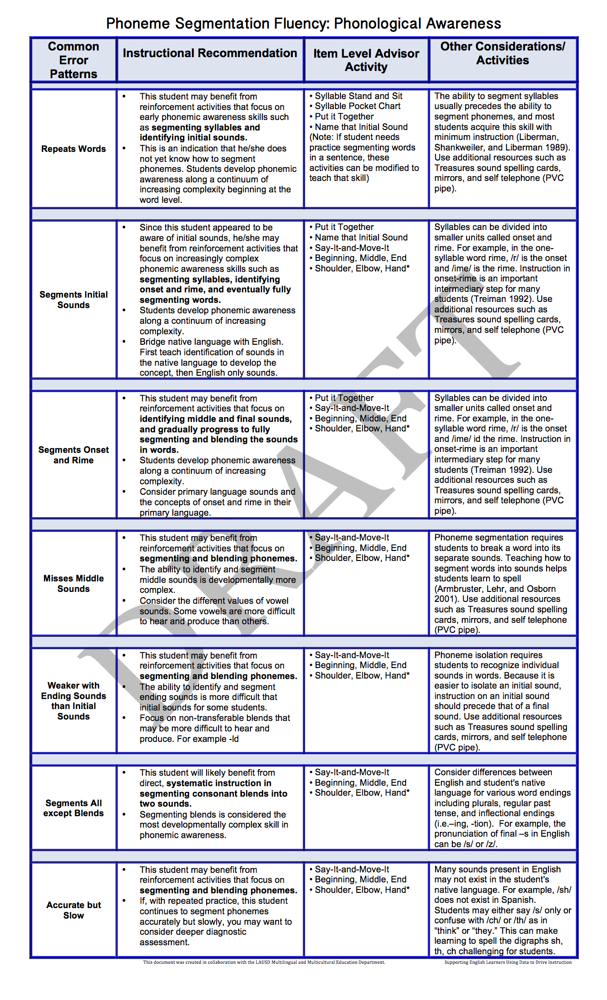 Phoneme Segmentation Fluency: Phonological Awareness
Common
Error
Patterns
Instructional Recommendation
Item Level Advisor
Activity
Other Considerations/
Activities
Repeats Words
• This student may benefit from
reinforcement activities that focus on
early phonemic awareness skills such
as segmenting syllables and
identifying initial sounds.
• This is an indication that he/she does
not yet know how to segment
phonemes. Students develop phonemic
awareness along a continuum of
increasing complexity beginning at the
word level.
• Syllable Stand and Sit
• Syllable Pocket Chart
• Put it Together
• Name that Initial Sound
(Note: If student needs
practice segmenting words
in a sentence, these
activities can be modified to
teach that skill)
The ability to segment syllables
usually precedes the ability to
segment phonemes, and most
students acquire this skill with
minimum instruction (Liberman,
Shankweiler, and Liberman 1989).
Use additional resources such as
Treasures sound spelling cards,
mirrors, and self telephone (PVC
pipe).
Segments Initial
Sounds
• Since this student appeared to be
aware of initial sounds, he/she may
benefit from reinforcement activities that
focus on increasingly complex
phonemic awareness skills such as
segmenting syllables, identifying
onset and rime, and eventually fully
segmenting words.
• Students develop phonemic awareness
along a continuum of increasing
complexity.
• Bridge native language with English.
First teach identification of sounds in
the native language to develop the
concept, then English only sounds.
• Put it Together
• Name that Initial Sound
• Say-It-and-Move-It
• Beginning, Middle, End
• Shoulder, Elbow, Hand*
Syllables can be divided into
smaller units called onset and
rime. For example, in the one-
syllable word rime, /r/ is the onset
and /ime/ is the rime. Instruction in
onset-rime is an important
intermediary step for many
students (Treiman 1992). Use
additional resources such as
Treasures sound spelling cards,
mirrors, and self telephone (PVC
pipe).
Segments Onset
and Rime
• This student may benefit from
reinforcement activities that focus on
identifying middle and final sounds,
and gradually progress to fully
segmenting and blending the sounds
in words.
• Students develop phonemic awareness
along a continuum of increasing
complexity.
• Consider primary language sounds and
the concepts of onset and rime in their
primary language.
• Put it Together
• Say-It-and-Move-It
• Beginning, Middle, End
• Shoulder, Elbow, Hand*
Syllables can be divided into
smaller units called onset and
rime. For example, in the one-
syllable word rime, /r/ is the onset
and /ime/ id the rime. Instruction in
onset-rime is an important
intermediary step for many
students (Treiman 1992). Use
additional resources such as
Treasures sound spelling cards,
mirrors, and self telephone (PVC
pipe).
Misses Middle
Sounds
• This student may benefit from
reinforcement activities that focus on
segmenting and blending phonemes.
• The ability to identify and segment
middle sounds is developmentally more
complex.
• Consider the different values of vowel
sounds. Some vowels are more difficult
to hear and produce than others.
• Say-It-and-Move-It
• Beginning, Middle, End
• Shoulder, Elbow, Hand*
Phoneme segmentation requires
students to break a word into its
separate sounds. Teaching how to
segment words into sounds helps
students learn to spell
(Armbruster, Lehr, and Osborn
2001). Use additional resources
such as Treasures sound spelling
cards, mirrors, and self telephone
(PVC pipe).
Weaker with
Ending Sounds
than Initial
Sounds
• This student may benefit from
reinforcement activities that focus on
segmenting and blending phonemes.
• The ability to identify and segment
ending sounds is more difficult that
initial sounds for some students.
• Focus on non-transferable blends that
may be more difficult to hear and
produce. For example -ld
• Say-It-and-Move-It
• Beginning, Middle, End
• Shoulder, Elbow, Hand*
Phoneme isolation requires
students to recognize individual
sounds in words. Because it is
easier to isolate an initial sound,
instruction on an initial sound
should precede that of a final
sound. Use additional resources
such as Treasures sound spelling
cards, mirrors, and self telephone
(PVC pipe).
Segments All
except Blends
• This student will likely benefit from
direct, systematic instruction in
segmenting consonant blends into
two sounds.
• Segmenting blends is considered the
most developmentally complex skill in
phonemic awareness.
• Say-It-and-Move-It
• Beginning, Middle, End
• Shoulder, Elbow, Hand*
Consider differences between
English and student's native
language for various word endings
including plurals, regular past
tense, and inflectional endings
(i.e.–ing, -tion).  For example, the
pronunciation of final –s in English
can be /s/ or /z/.
Accurate but
Slow
• This student may benefit from
reinforcement activities that focus on
segmenting and blending phonemes.
• If, with repeated practice, this student
continues to segment phonemes
accurately but slowly, you may want to
consider deeper diagnostic
assessment.
• Say-It-and-Move-It
• Beginning, Middle, End
• Shoulder, Elbow, Hand*
Many sounds present in English
may not exist in the student's
native language. For example, /sh/
does not exist in Spanish.
Students may either say /s/ only or
confuse with /ch/ or /th/ as in
“think” or “they.” This can make
learning to spell the digraphs sh,
th, ch challenging for students.
DRAFT
This document was created in collaboration with the LAUSD Multilingual and Multicultural Education Department.
Supporting English Learners Using Data to Drive Instruction